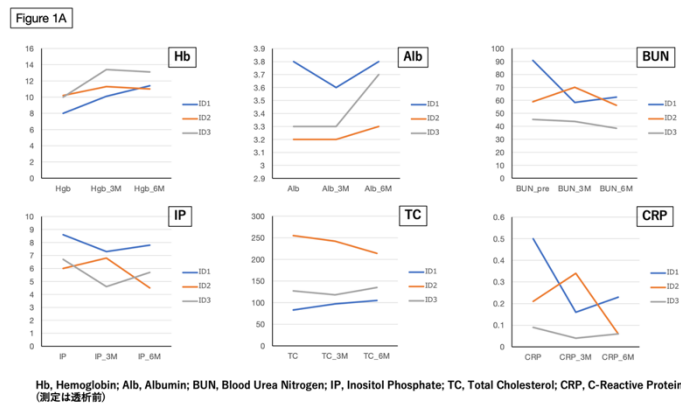 Figure 1A
Hb
16
14
12
10
8
6
4
2
0
Hgb
Hgb_3M
Hgb_6M
ID1
ID2
ID3
Alb
3.9
3.8
3.7
3.6
3.5
3.4
3.3
3.2
3.1
3
2.9
Alb
Alb_3M
Alb_6M
ID1
ID2
ID3
BUN
100
90
80
70
60
50
40
30
20
10
0
BUN_pre
BUN_3M
BUN_6M
ID1
ID2
ID3
IP
10
9
8
7
6
5
4
3
2
1
0
IP
IP_3M
IP_6M
ID1
ID2
ID3
TC
300
250
200
150
100
50
0
TC
TC_3M
TC_6M
ID1
ID2
ID3
CRP
0.6
0.5
0.4
0.3
0.2
0.1
0
CRP
CRP_3M
CRP_6M
ID1
ID2
ID3
Hb, Hemoglobin; Alb, Albumin; BUN, Blood Urea Nitrogen; IP, Inositol Phosphate; TC, Total Cholesterol; CRP, C-Reactive Protein
(測定は透析前)